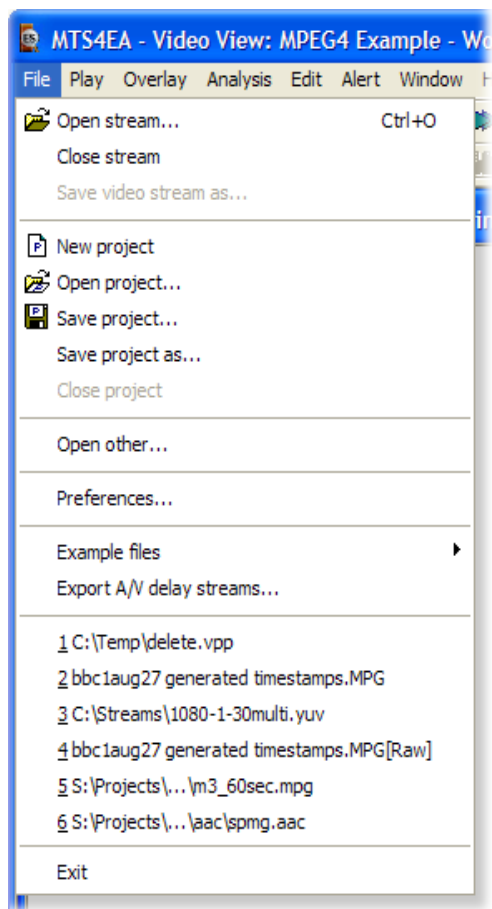 MTS4EA - Video View: MPEG4 Example -
File Play Overlay Analysis Edit Alert Window
Open stream... Ctrl+O
Close stream
Save video stream as...
New project
Open project...
Save project...
Save project as...
Close project
Open other...
Preferences...
Example files
Export A/V delay streams...
1 C:\Temp\delete.vpp
2 bbc1aug27 generated timestamps.MPG
3 C:\Streams\1080-1-30multi.yuv
4 bbc1aug27 generated timestamps.MPG[Raw]
5 S:\Projects\...\m3_60sec.mpg
6 S:\Projects\...\aac\spmg.aac
Exit